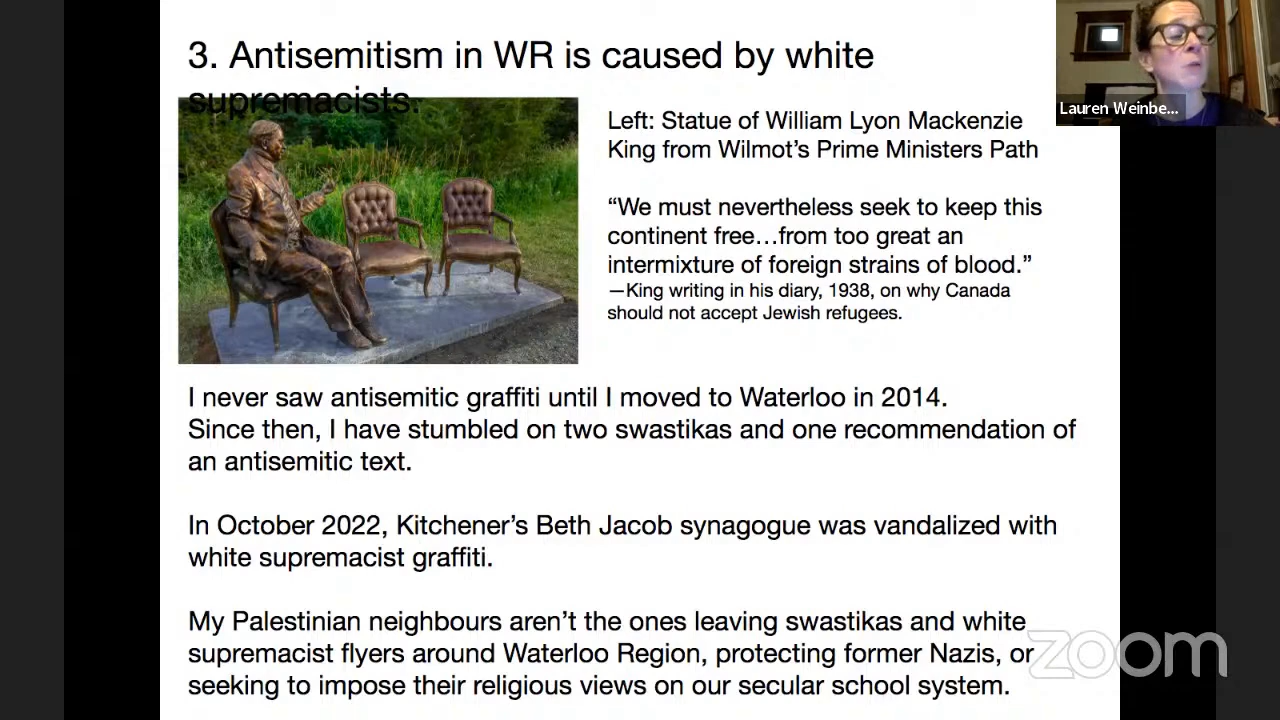 3. Antisemitism in WR is caused by white
supremacists.
Left: Statue of William Lyon Mackenzie
King from Wilmot’s Prime Ministers Path
“We must nevertheless seek to keep this
continent free…from too great an
intermixture of foreign strains of blood.”
—King writing in his diary, 1938, on why Canada
should not accept Jewish refugees.
I never saw antisemitic graffiti until I moved to Waterloo in 2014.
Since then, I have stumbled on two swastikas and one recommendation of
an antisemitic text.
In October 2022, Kitchener’s Beth Jacob synagogue was vandalized with
white supremacist graffiti.
My Palestinian neighbours aren’t the ones leaving swastikas and white
supremacist flyers around Waterloo Region, protecting former Nazis, or
seeking to impose their religious views on our secular school system.
Lauren Weinbe...
zoom